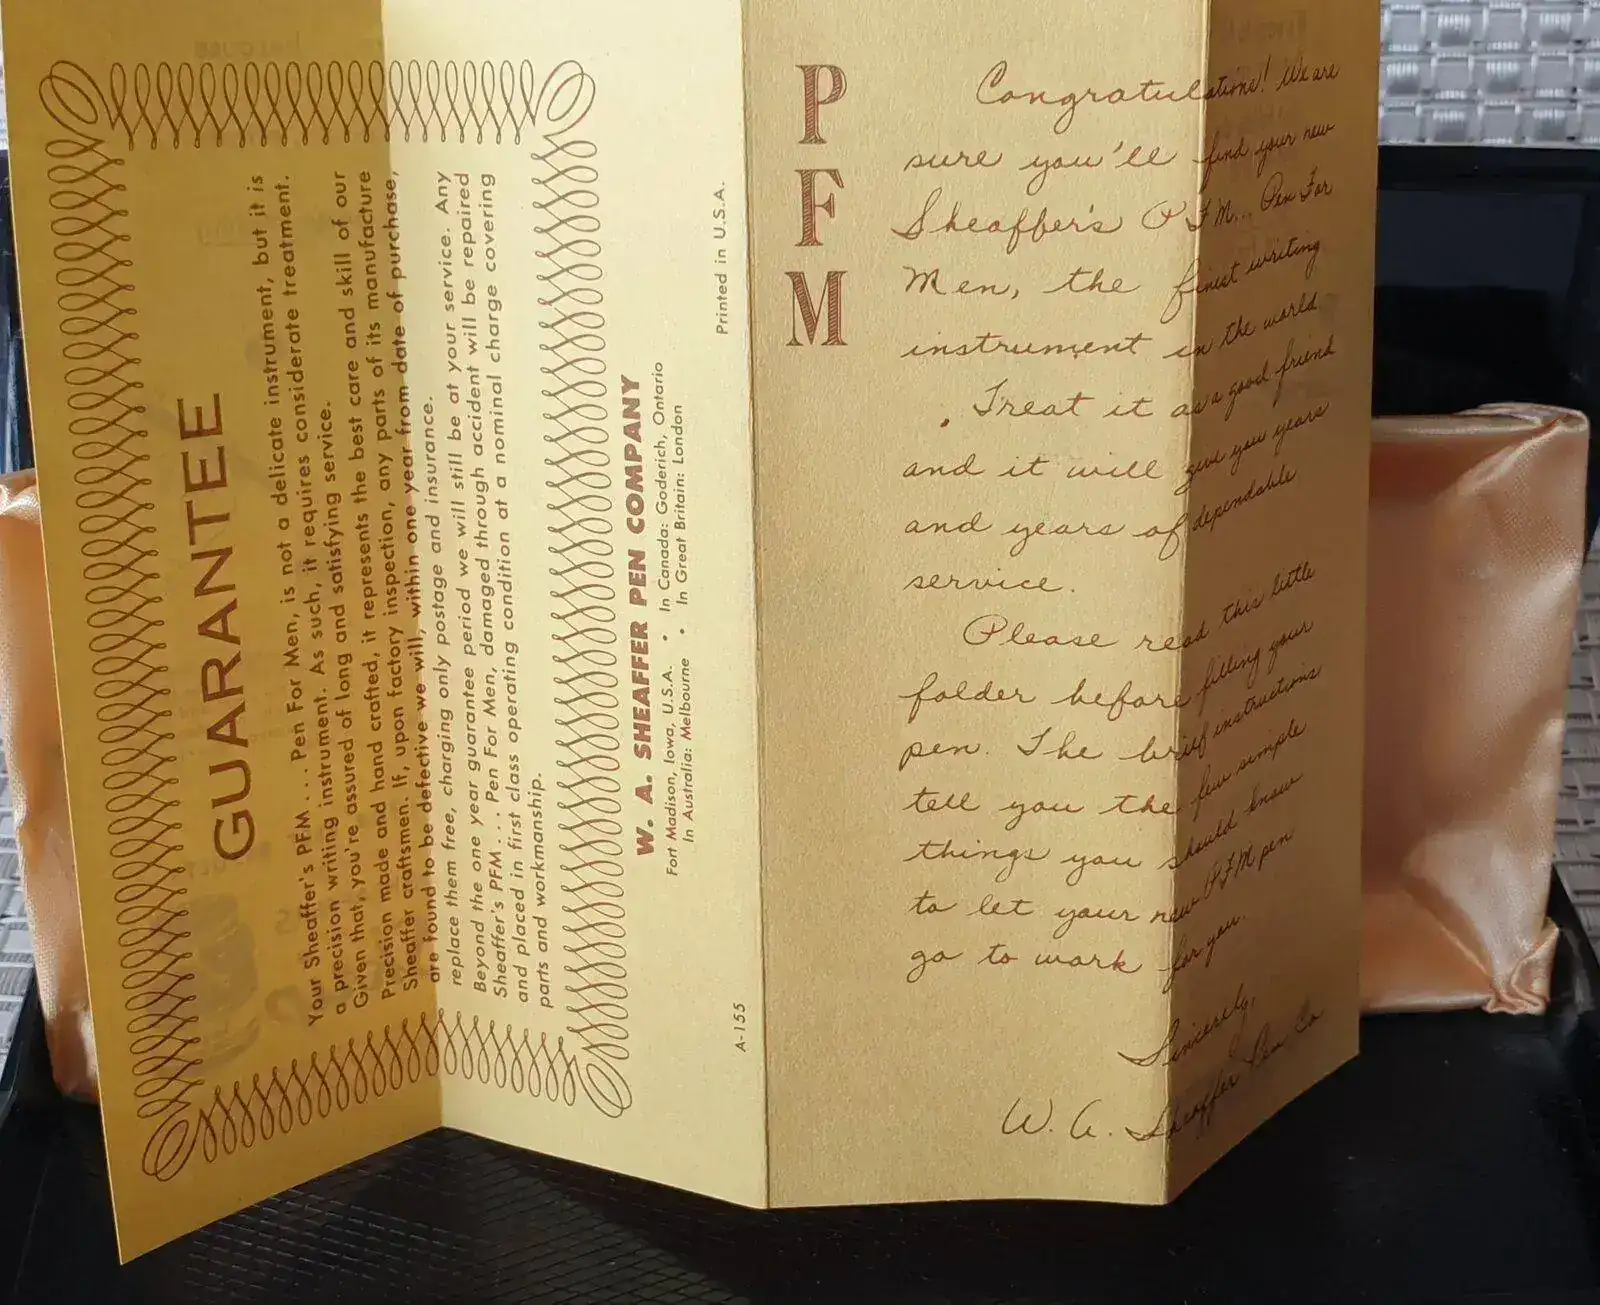 GUARANTEE
Your Sheaffer's PFM... Pen For Men, is not a delicate instrument, but it is
a precision writing instrument. As such, it requires considerate treatment.
Given that, you're assured of long and satisfying service.
Precision made and hand crafted, it represents the best care and skill of our
Sheaffer craftsmen. If, upon factory inspection, any parts of its manufacture
are found to be defective we will, within one year from date of purchase,
replace them free, charging only postage and insurance.
Beyond the one year guarantee period we will still be at your service. Any
Sheaffer's PFM... Pen For Men, damaged through accident will be repaired
and placed in first class operating condition at a nominal charge covering
parts and workmanship.
W. A. SHEAFFER PEN COMPANY
Fort Madison, Iowa, U.S.A. • In Canada: Goderich, Ontario
In Australia: Melbourne • In Great Britain: London
A-155
Printed in U.S.A.
PFM
Congratulations! We are
sure you'll find your new
Sheaffer's PFM... Pen For
Men, the finest writing
instrument in the world.
Treat it as a good friend
and it will give you years
and years of dependable
service.
Please read this little
folder before filling your
pen. The brief instructions
tell you the few simple
things you should know
to let your new PFM pen
go to work for you.
Sincerely,
W. A. Sheaffer Pen Co